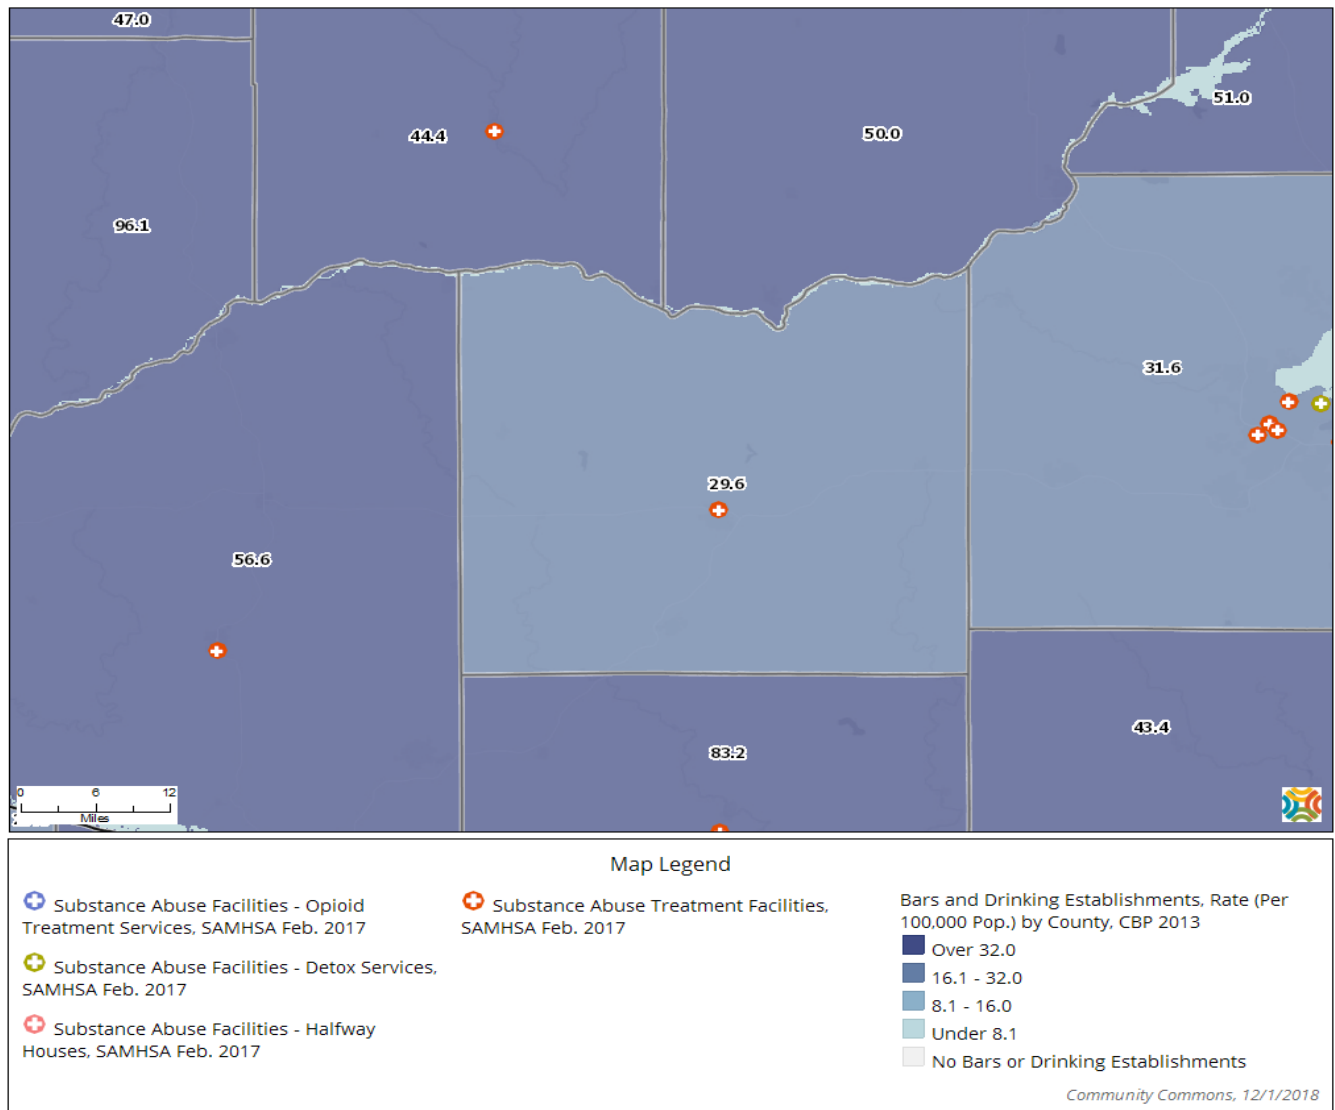 47.0
51.0
44.4
50.0
96.1
31.6
29.6
56.6
83.2
43.4
0 6 12
Miles
Map Legend
Substance Abuse Facilities - Opioid
Treatment Services, SAMHSA Feb. 2017
Substance Abuse Facilities - Detox Services,
SAMHSA Feb. 2017
Substance Abuse Facilities - Halfway
Houses, SAMHSA Feb. 2017
Substance Abuse Treatment Facilities,
SAMHSA Feb. 2017
Bars and Drinking Establishments, Rate (Per
100,000 Pop.) by County, CBP 2013
Over 32.0
16.1 - 32.0
8.1 - 16.0
Under 8.1
No Bars or Drinking Establishments
Community Commons, 12/1/2018